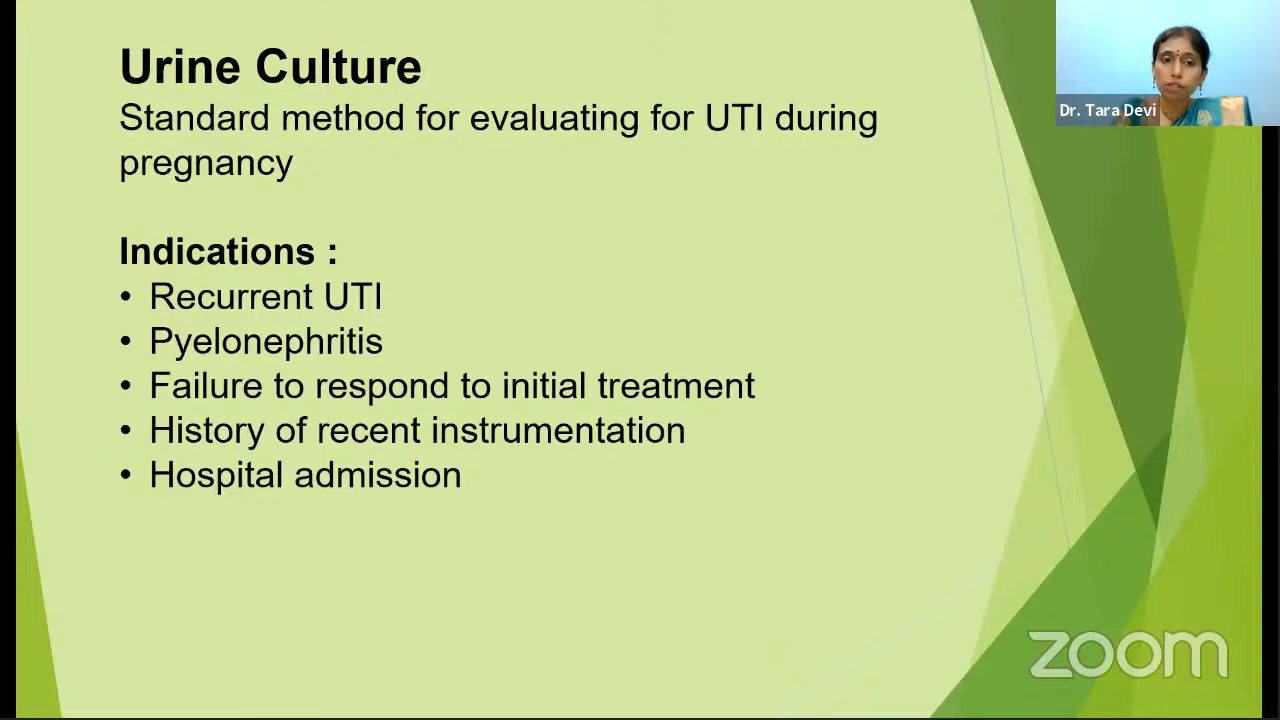 Urine Culture
Standard method for evaluating for UTI during
pregnancy
Indications :
• Recurrent UTI
• Pyelonephritis
• Failure to respond to initial treatment
• History of recent instrumentation
• Hospital admission
Dr. Tara Devi
zoom